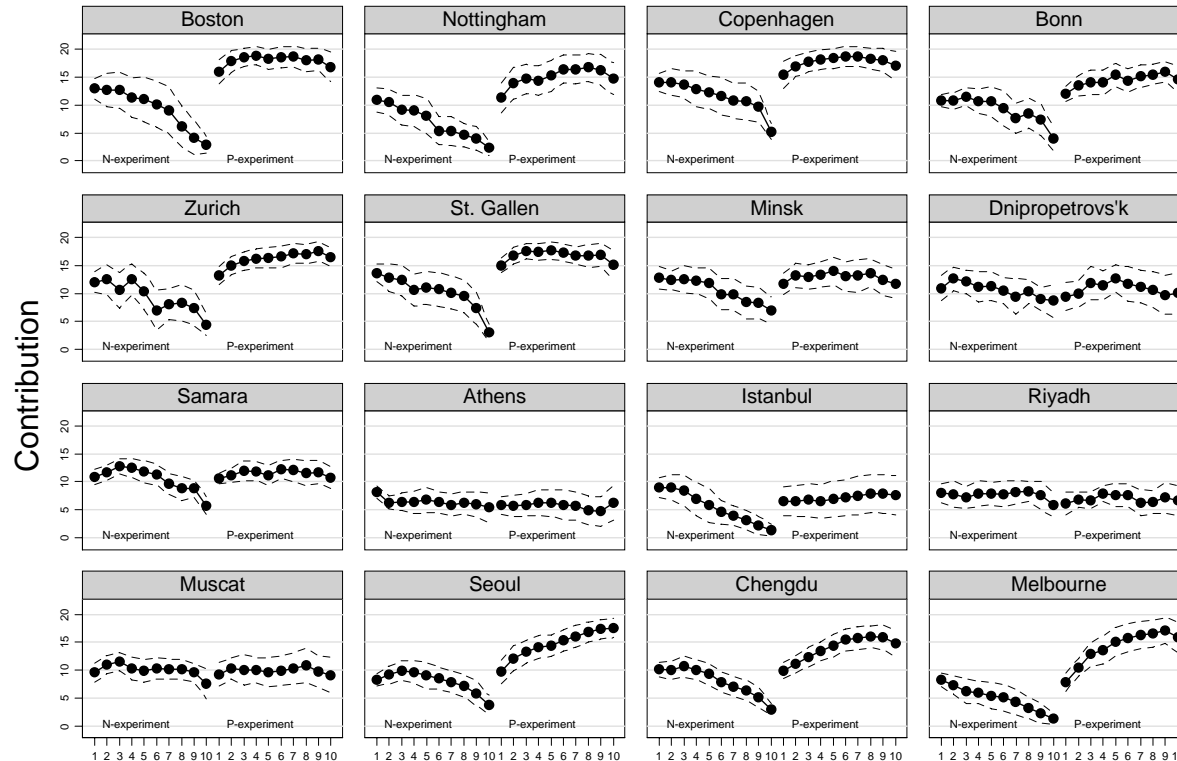 Contribution
Boston Nottingham Copenhagen Bonn
20
15
10
5
0
N-experiment P-experiment N-experiment P-experiment N-experiment P-experiment N-experiment P-experiment
Zurich St. Gallen Minsk Dnipropetrovs'k
20
15
10
5
0
N-experiment P-experiment N-experiment P-experiment N-experiment P-experiment N-experiment P-experiment
Samara Athens Istanbul Riyadh
20
15
10
5
0
N-experiment P-experiment N-experiment P-experiment N-experiment P-experiment N-experiment P-experiment
Muscat Seoul Chengdu Melbourne
20
15
10
5
0
N-experiment P-experiment N-experiment P-experiment N-experiment P-experiment N-experiment P-experiment
1 2 3 4 5 6 7 8 9 10 1 2 3 4 5 6 7 8 9 10 1 2 3 4 5 6 7 8 9 10 1 2 3 4 5 6 7 8 9 10 1 2 3 4 5 6 7 8 9 10 1 2 3 4 5 6 7 8 9 10 1 2 3 4 5 6 7 8 9 10 1 2 3 4 5 6 7 8 9